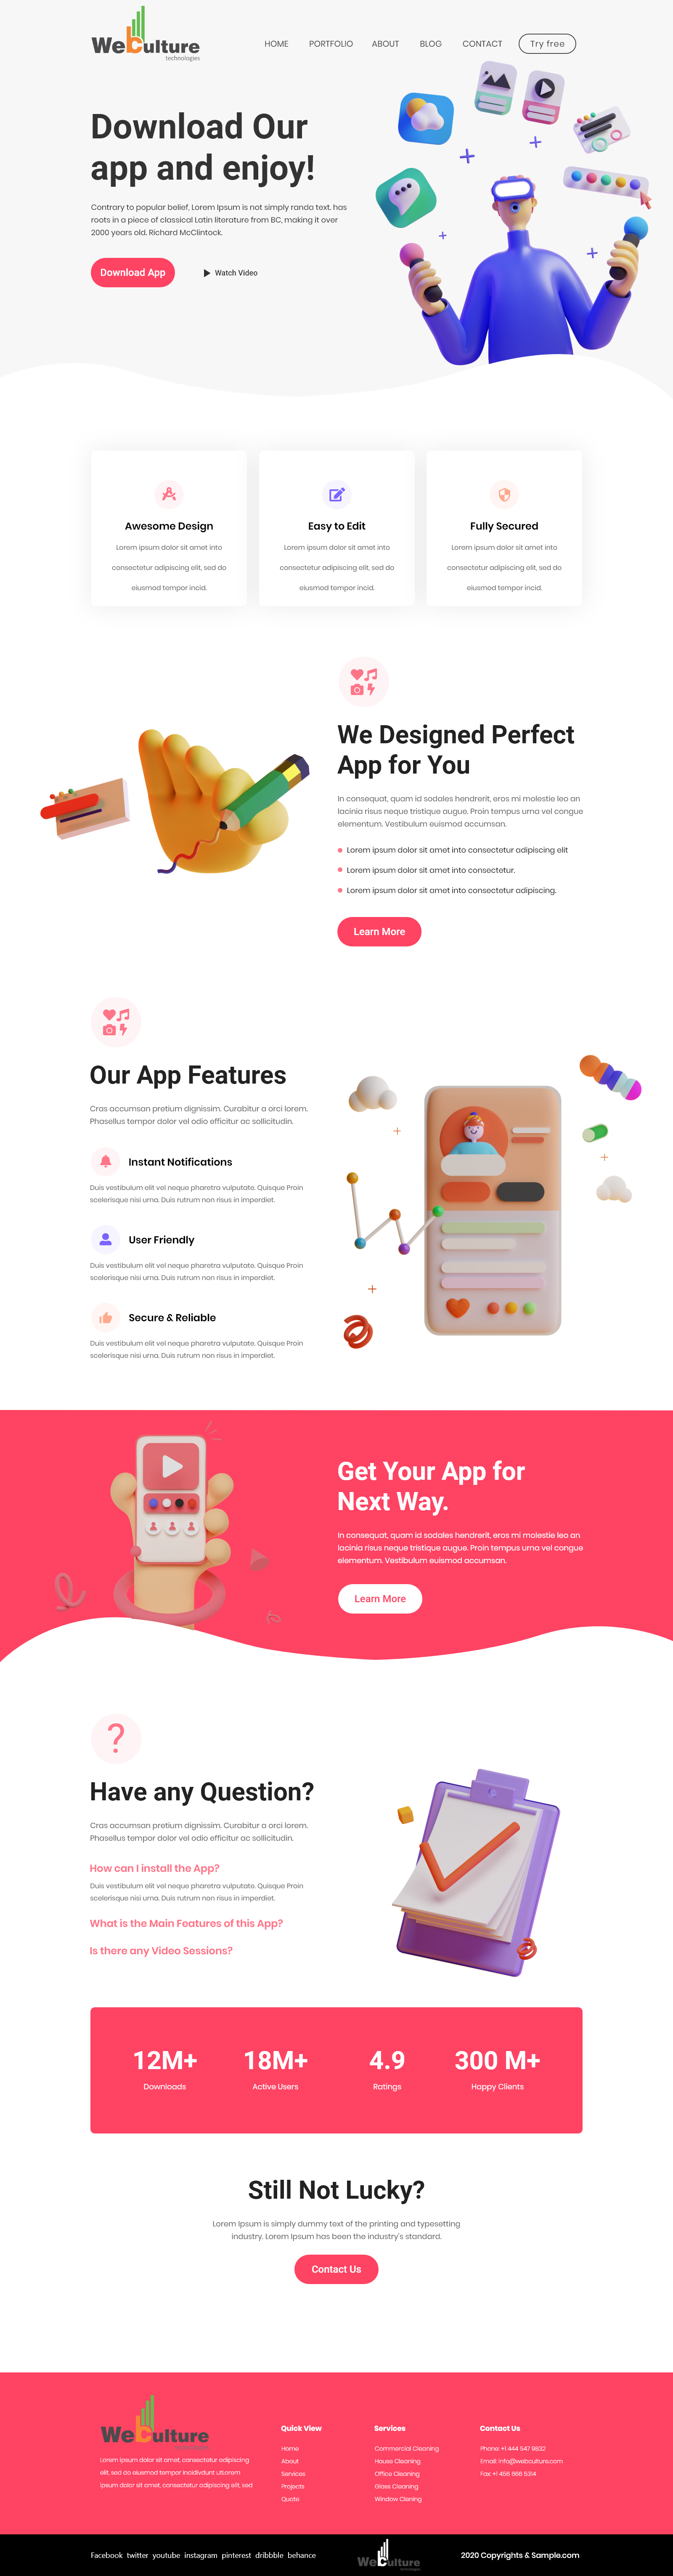 WeCulture
technologies
HOME PORTFOLIO ABOUT BLOG CONTACT Try free
Download Our
app and enjoy!
Contrary to popular belief, Lorem Ipsum is not simply randa text. has
roots in a piece of classical Latin literature from BC, making it over
2000 years old. Richard McClintock.
Download App
Watch Video
Awesome Design
Lorem ipsum dolor sit amet into
consectetur adipiscing elit, sed do
eiusmod tempor incid.
Easy to Edit
Lorem ipsum dolor sit amet into
consectetur adipiscing elit, sed do
eiusmod tempor incid.
Fully Secured
Lorem ipsum dolor sit amet into
consectetur adipiscing elit, sed do
eiusmod tempor incid.
We Designed Perfect
App for You
In consequat, quam id sodales hendrerit, eros mi molestie leo an
lacinia risus neque tristique augue. Proin tempus urna vel congue
elementum. Vestibulum euismod accumsan.
Lorem ipsum dolor sit amet into consectetur adipiscing elit
Lorem ipsum dolor sit amet into consectetur.
Lorem ipsum dolor sit amet into consectetur adipiscing.
Learn More
Our App Features
Cras accumsan pretium dignissim. Curabitur a orci lorem.
Phasellus tempor dolor vel odio efficitur ac sollicitudin.
Instant Notifications
Duis vestibulum elit vel neque pharetra vulputate. Quisque Proin
scelerisque nisi urna. Duis rutrum non risus in imperdiet.
User Friendly
Duis vestibulum elit vel neque pharetra vulputate. Quisque Proin
scelerisque nisi urna. Duis rutrum non risus in imperdiet.
Secure & Reliable
Duis vestibulum elit vel neque pharetra vulputate. Quisque Proin
scelerisque nisi urna. Duis rutrum non risus in imperdiet.
Get Your App for
Next Way.
In consequat, quam id sodales hendrerit, eros mi molestie leo an
lacinia risus neque tristique augue. Proin tempus urna vel congue
elementum. Vestibulum euismod accumsan.
Learn More
?
Have any Question?
Cras accumsan pretium dignissim. Curabitur a orci lorem.
Phasellus tempor dolor vel odio efficitur ac sollicitudin.
How can I install the App?
Duis vestibulum elit vel neque pharetra vulputate. Quisque Proin
scelerisque nisi urna. Duis rutrum non risus in imperdiet.
What is the Main Features of this App?
Is there any Video Sessions?
12M+ 18M+ 4.9 300 M+
Downloads Active Users Ratings Happy Clients
Still Not Lucky?
Lorem Ipsum is simply dummy text of the printing and typesetting
industry. Lorem Ipsum has been the industry's standard.
Contact Us
WeCulture
technologies
Lorem ipsum dolor sit amet, consectetur adipiscing
elit, sed do eiusmod tempor incididvdunt utLorem
ipsum dolor sit amet, consectetur adipiscing elit, sed
Quick View
Home
About
Services
Projects
Quote
Services
Commercial Cleaning
House Cleaning
Office Cleaning
Glass Cleaning
Window Clening
Contact Us
Phone: +1 444 547 9832
Email: info@webculture.com
Fax: +1 456 866 5314
Facebook twitter youtube instagram pinterest dribbble behance
WeCulture
technologies
2020 Copyrights & Sample.com